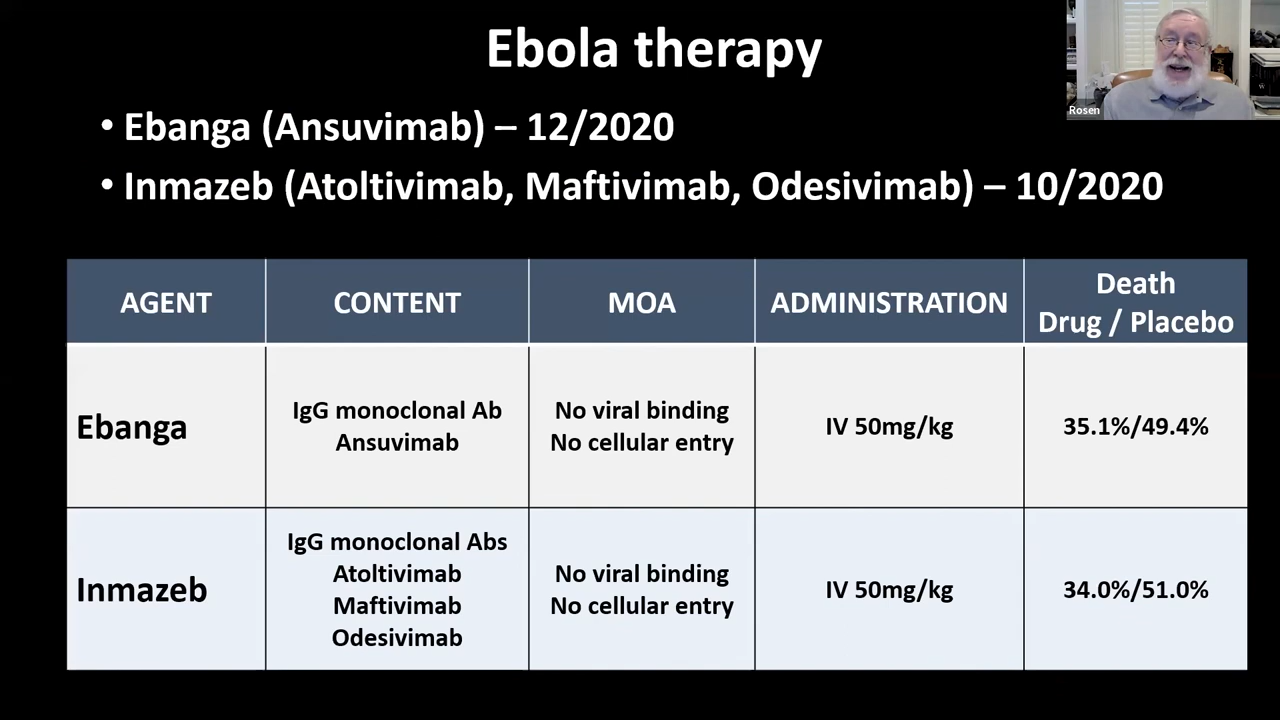 Ebola therapy
Rosen
• Ebanga (Ansuvimab) – 12/2020
• Inmazeb (Atoltivimab, Maftivimab, Odesivimab) – 10/2020
AGENT
CONTENT
MOA
ADMINISTRATION
Death
Drug / Placebo
Ebanga
IgG monoclonal Ab
Ansuvimab
No viral binding
No cellular entry
IV 50mg/kg
35.1%/49.4%
Inmazeb
IgG monoclonal Abs
Atoltivimab
Maftivimab
Odesivimab
No viral binding
No cellular entry
IV 50mg/kg
34.0%/51.0%